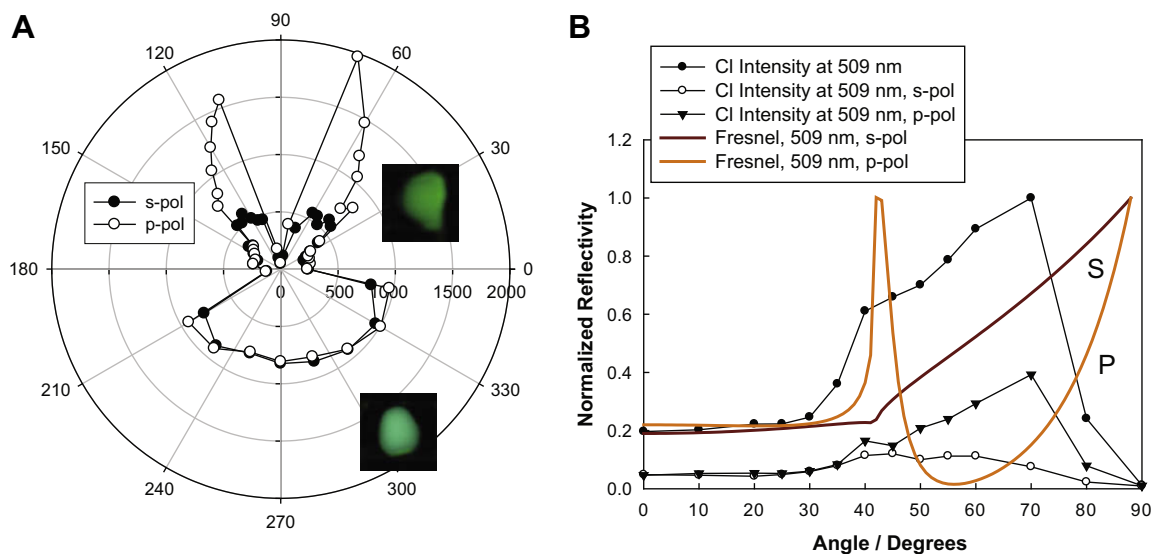 A
90
120
60
150
30
s-pol
p-pol
180
0
0
500
1000
1500
2000
210
330
240
300
270
B
Cl Intensity at 509 nm
Cl Intensity at 509 nm, s-pol
Cl Intensity at 509 nm, p-pol
Fresnel, 509 nm, s-pol
Fresnel, 509 nm, p-pol
Normalized Reflectivity
1.2
1.0
0.8
0.6
0.4
0.2
0.0
S
P
0 10 20 30 40 50 60 70 80 90
Angle / Degrees